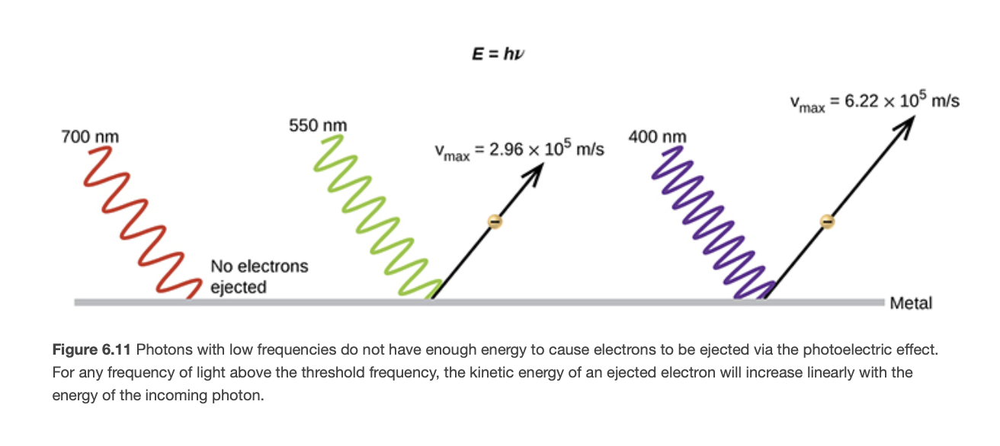 E = hν
700 nm
No electrons
ejected
550 nm
vmax = 2.96 × 10⁵ m/s
400 nm
vmax = 6.22 × 10⁵ m/s
Metal
Figure 6.11 Photons with low frequencies do not have enough energy to cause electrons to be ejected via the photoelectric effect.
For any frequency of light above the threshold frequency, the kinetic energy of an ejected electron will increase linearly with the
energy of the incoming photon.